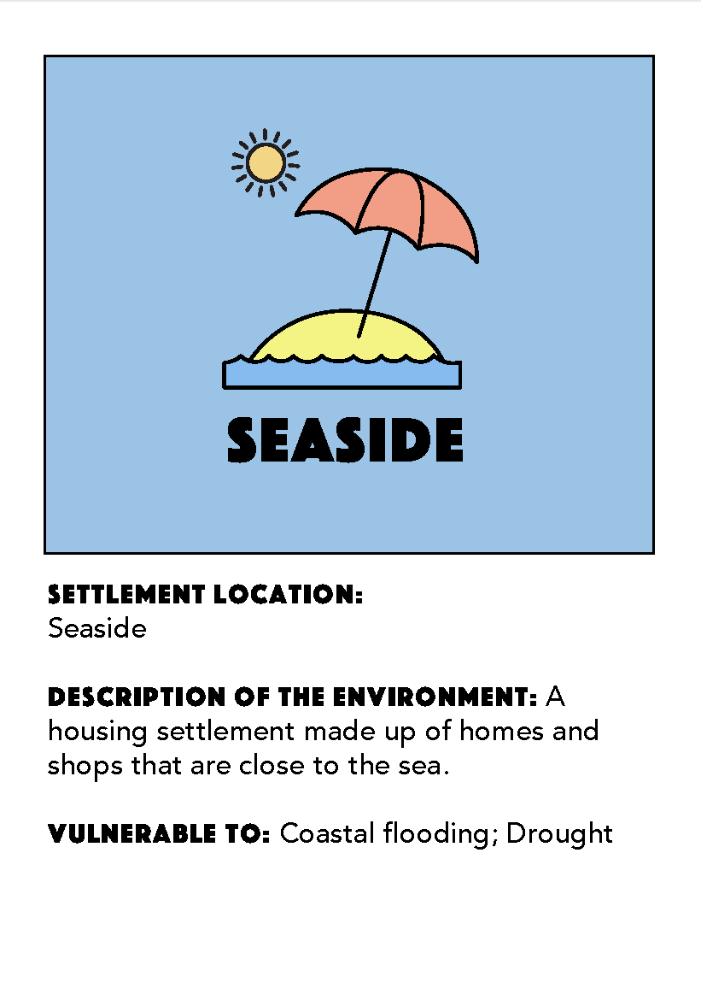 SEASIDE
SETTLEMENT LOCATION:
Seaside
DESCRIPTION OF THE ENVIRONMENT: A
housing settlement made up of homes and
shops that are close to the sea.
VULNERABLE TO: Coastal flooding; Drought